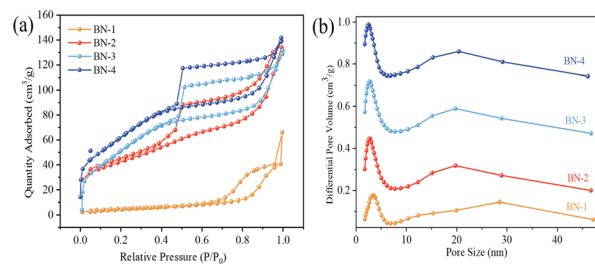 (a)
BN-1
BN-2
BN-3
BN-4
Quantity Adsorbed (cm³/g)
160
140
120
100
80
60
40
20
0
0.0 0.2 0.4 0.6 0.8 1.0
Relative Pressure (P/P₀)
(b)
Differential Pore Volume (cm³/g)
1.0
0.8
0.6
0.4
0.2
BN-4
BN-3
BN-2
BN-1
0 10 20 30 40
Pore Size (nm)